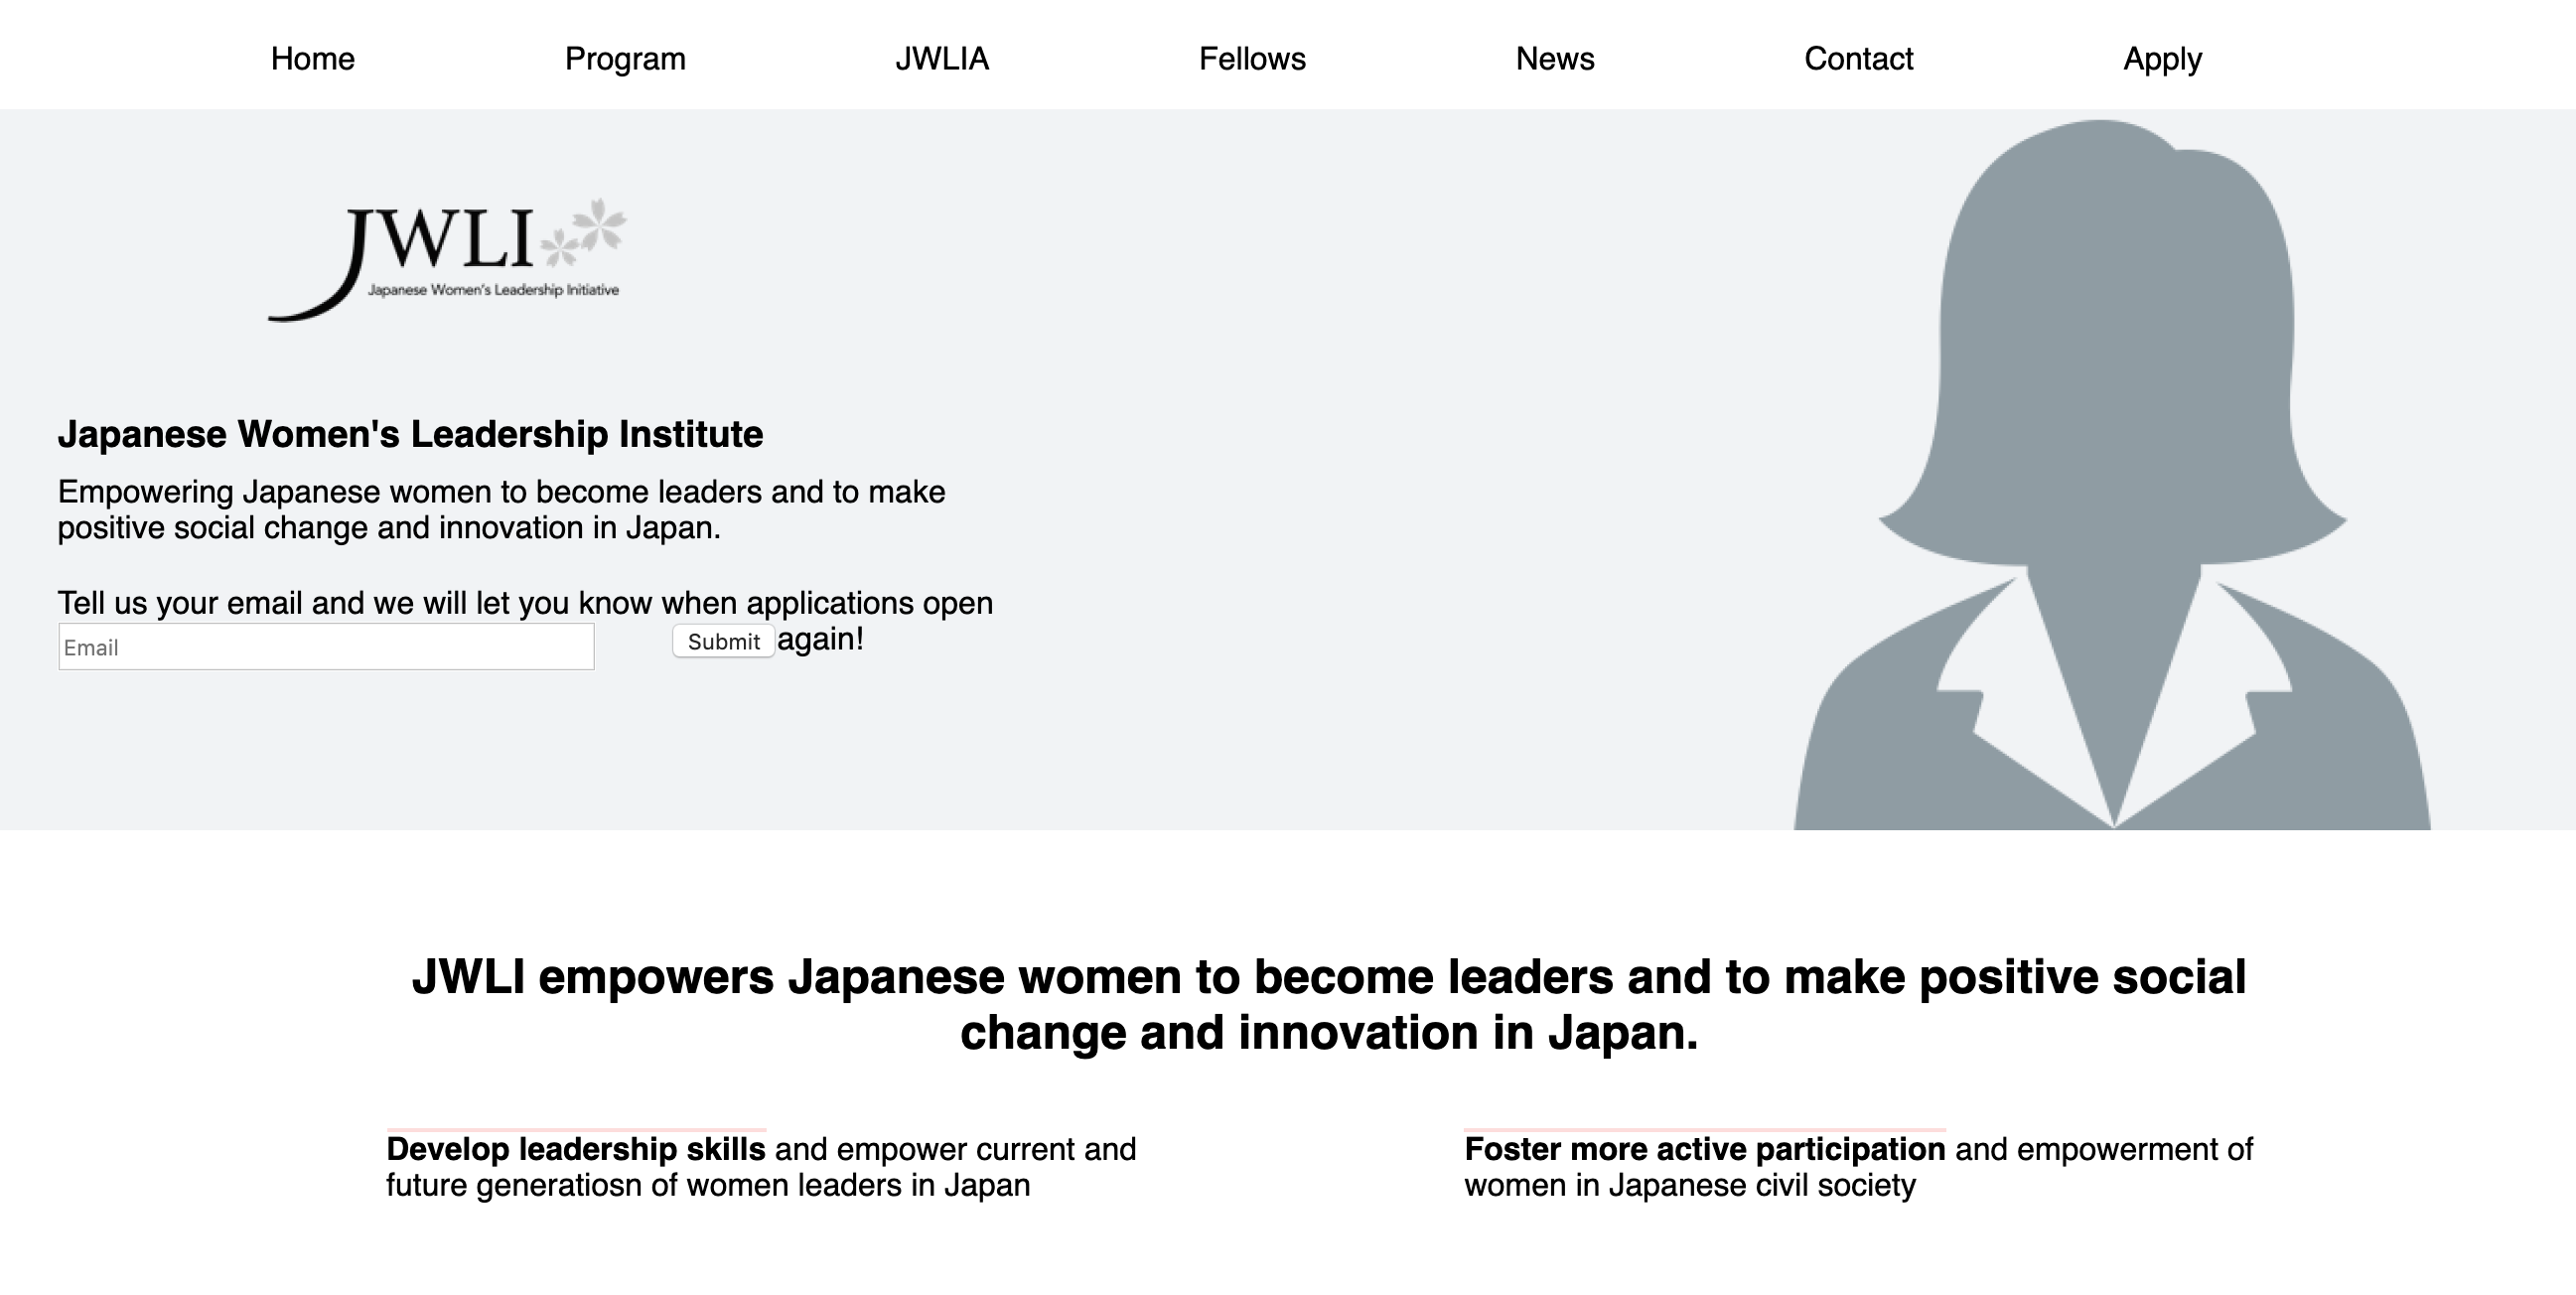 Home Program JWLIA Fellows News Contact Apply
JWLI
Japanese Women's Leadership Initiative
Japanese Women's Leadership Institute
Empowering Japanese women to become leaders and to make
positive social change and innovation in Japan.
Tell us your email and we will let you know when applications open
again!
Email
Submit
JWLI empowers Japanese women to become leaders and to make positive social
change and innovation in Japan.
Develop leadership skills and empower current and
future generatiosn of women leaders in Japan
Foster more active participation and empowerment of
women in Japanese civil society